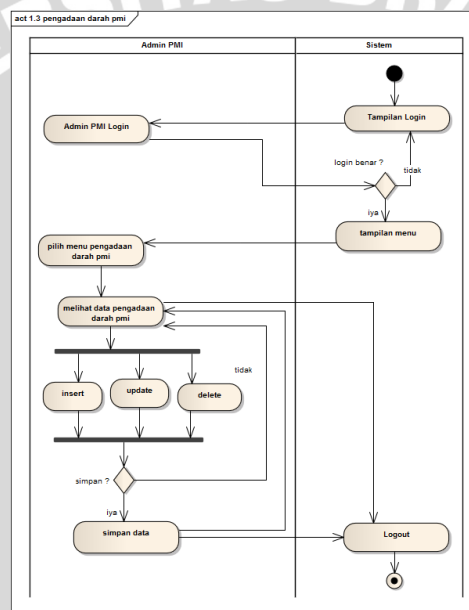 act 1.3 pengadaan darah pmi
Admin PMI
Sistem
Tampilan Login
Admin PMI Login
login benar ?
tidak
iya
tampilan menu
pilih menu pengadaan
darah pmi
melihat data pengadaan
darah pmi
tidak
insert
update
delete
simpan ?
iya
simpan data
Logout